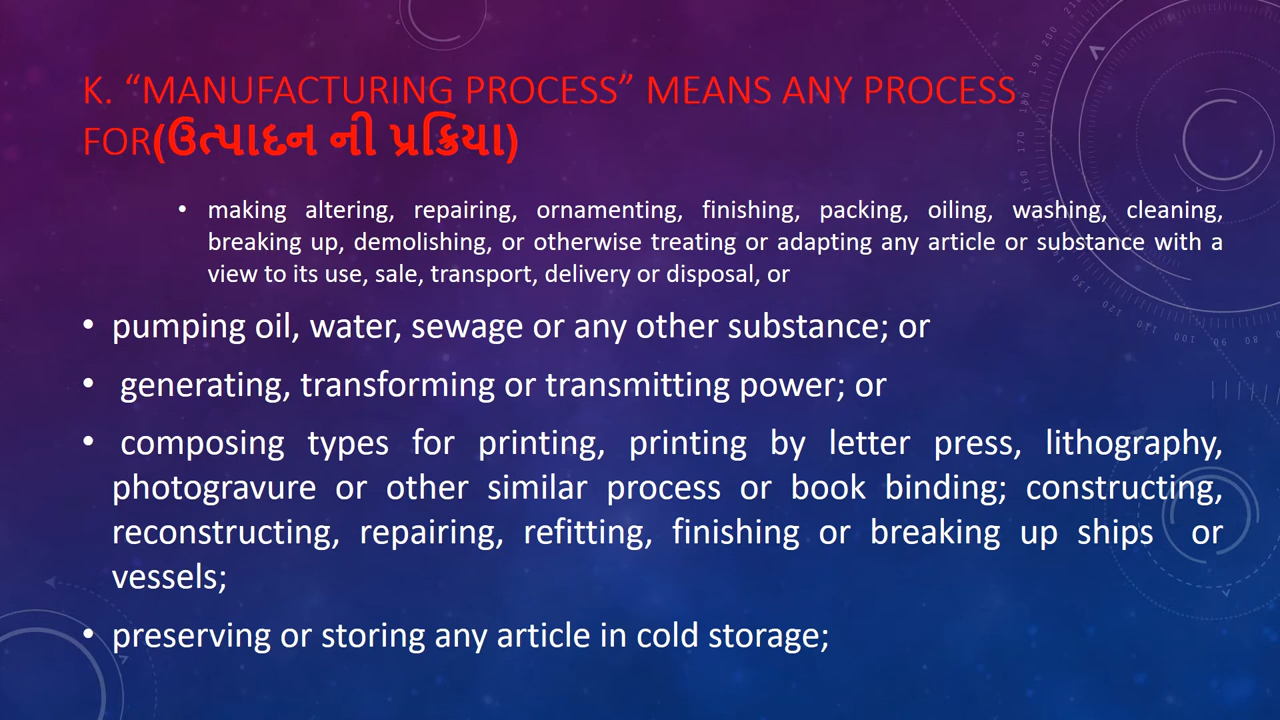 K. “MANUFACTURING PROCESS” MEANS ANY PROCESS
FOR(ઉત્પાદન ની પ્રક્રિયા)
• making altering, repairing, ornamenting, finishing, packing, oiling, washing, cleaning,
breaking up, demolishing, or otherwise treating or adapting any article or substance with a
view to its use, sale, transport, delivery or disposal, or
• pumping oil, water, sewage or any other substance; or
• generating, transforming or transmitting power; or
• composing types for printing, printing by letter press, lithography,
photogravure or other similar process or book binding; constructing,
reconstructing, repairing, refitting, finishing or breaking up ships or
vessels;
• preserving or storing any article in cold storage;